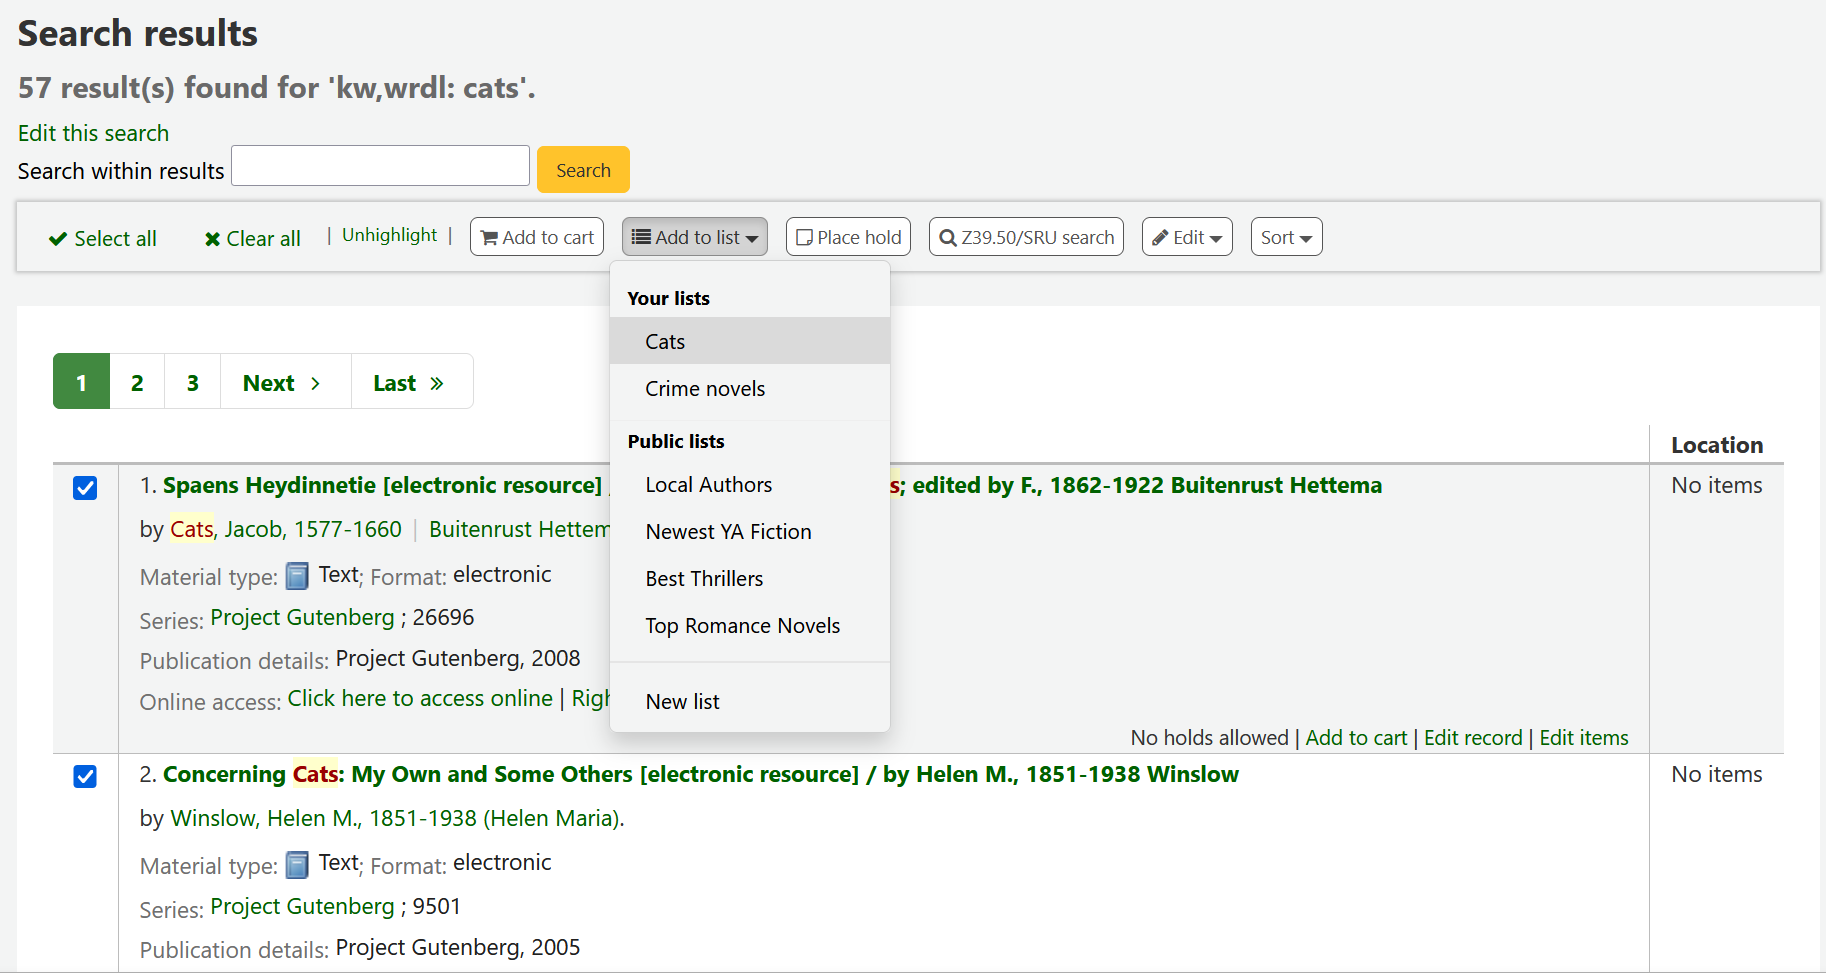 Search results
57 result(s) found for 'kw,wrdl: cats'.
Edit this search
Search within results
Search
Select all
Clear all
| Unhighlight |
Add to cart
Add to list
Place hold
Z39.50/SRU search
Edit
Sort
Your lists
Cats
Crime novels
Public lists
Local Authors
Newest YA Fiction
Best Thrillers
Top Romance Novels
New list
1
2
3
Next
Last
Location
1. Spaens Heydinnetie [electronic resource] s; edited by F., 1862-1922 Buitenrust Hettema
No items
by Cats, Jacob, 1577-1660 | Buitenrust
Material type: Text; Format: electronic
Series: Project Gutenberg ; 26696
Publication details: Project Gutenberg, 2008
Online access: Click here to access online |
No holds allowed | Add to cart | Edit record | Edit items
2. Concerning Cats: My Own and Some Others [electronic resource] / by Helen M., 1851-1938 Winslow
No items
by Winslow, Helen M., 1851-1938 (Helen Maria).
Material type: Text; Format: electronic
Series: Project Gutenberg ; 9501
Publication details: Project Gutenberg, 2005